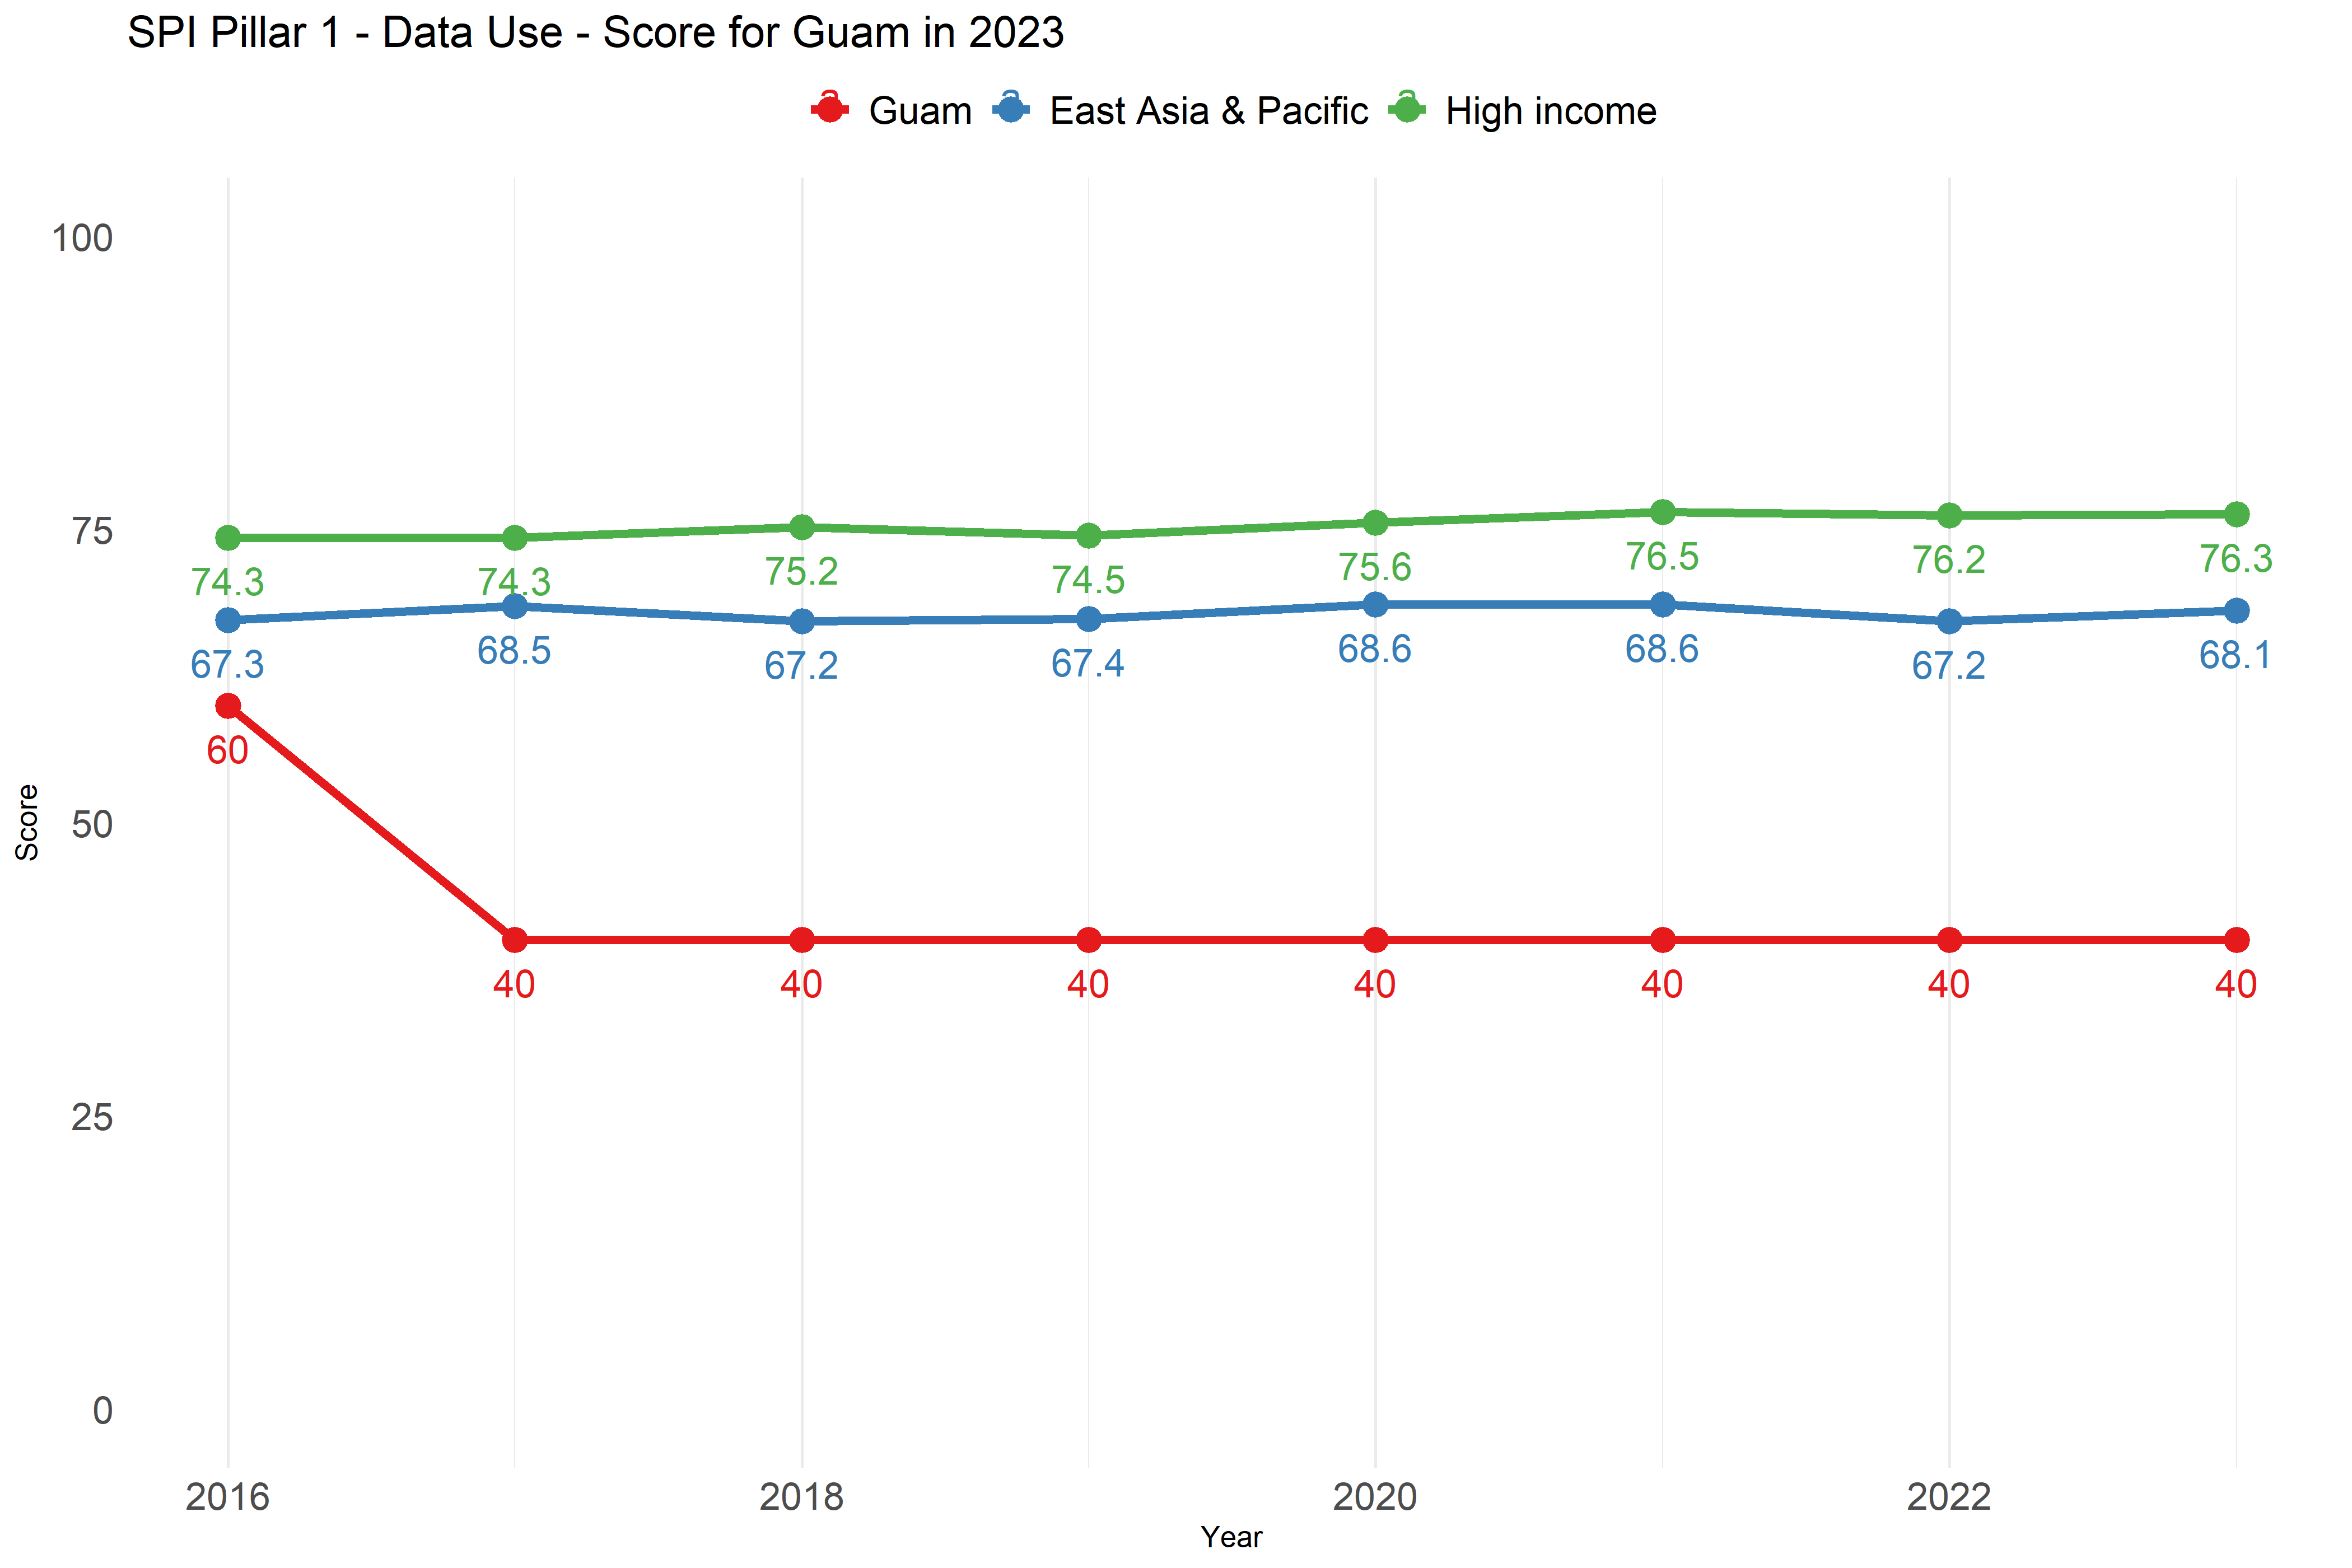 SPI Pillar 1 - Data Use - Score for Guam in 2023
Guam East Asia & Pacific High income
100
75
50
25
0
Score
74.3 74.3 75.2 74.5 75.6 76.5 76.2 76.3
67.3 68.5 67.2 67.4 68.6 68.6 67.2 68.1
60 40 40 40 40 40 40 40
2016 2018 2020 2022
Year